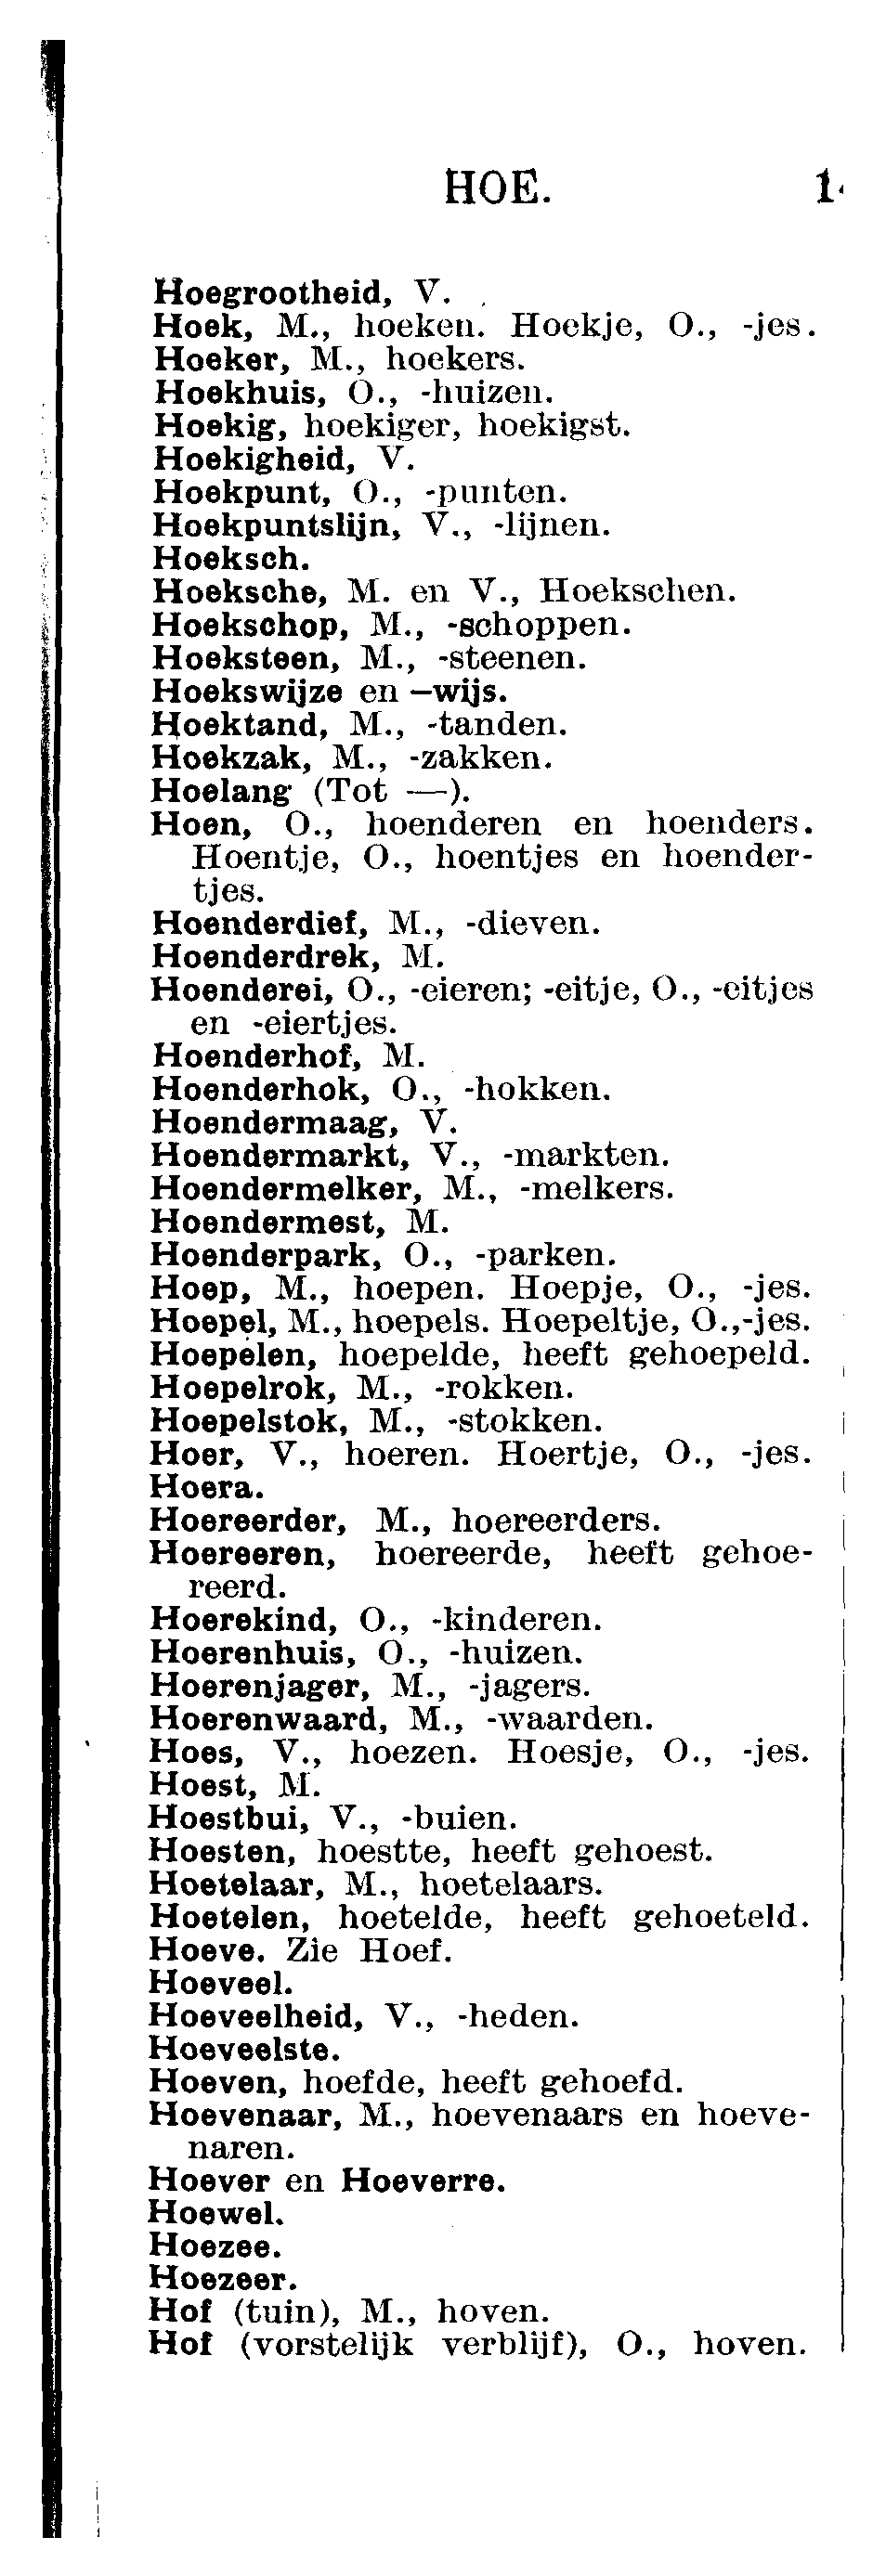 HOE.
Hoegrootheid, V.
Hoek, M., hoeken. Hoekje, O., -jes.
Hoeker, M., hoekers.
Hoekhuis, O., -huizen.
Hoekig, hoekiger, hoekigst.
Hoekigheid, V.
Hoekpunt, O., -punten.
Hoekpuntslijn, V., -lijnen.
Hoeksch.
Hoeksche, M. en V., Hoekschen.
Hoekschop, M., -schoppen.
Hoeksteen, M., -steenen.
Hoekswijze en —wijs.
Hoektand, M., -tanden.
Hoekzak, M., -zakken.
Hoelang (Tot —).
Hoen, O., hoenderen en hoenders.
Hoentje, O., hoentjes en hoender-
tjes.
Hoenderdief, M., -dieven.
Hoenderdrek, M.
Hoenderei, O., -eieren; -eitje, O., -eitjes
en -eiertjes.
Hoenderhof, M.
Hoenderhok, O., -hokken.
Hoendermaag, V.
Hoendermarkt, V., -markten.
Hoendermelker, M., -melkers.
Hoendermest, M.
Hoenderpark, O., -parken.
Hoep, M., hoepen. Hoepje, O., -jes.
Hoepel, M., hoepels. Hoepeltje, O.,-jes.
Hoepelen, hoepelde, heeft gehoepeld.
Hoepelrok, M., -rokken.
Hoepelstok, M., -stokken.
Hoer, V., hoeren. Hoertje, O., -jes.
Hoera.
Hoereerder, M., hoereerders.
Hoereeren, hoereerde, heeft gehoe-
reerd.
Hoerekind, O., -kinderen.
Hoerenhuis, O., -huizen.
Hoerenjager, M., -jagers.
Hoerenwaard, M., -waarden.
Hoes, V., hoezen. Hoesje, O., -jes.
Hoest, M.
Hoestbui, V., -buien.
Hoesten, hoestte, heeft gehoest.
Hoetelaar, M., hoetelaars.
Hoetelen, hoetelde, heeft gehoeteld.
Hoeve. Zie Hoef.
Hoeveel.
Hoeveelheid, V., -heden.
Hoeveelste.
Hoeven, hoefde, heeft gehoefd.
Hoevenaar, M., hoevenaars en hoeve-
naren.
Hoever en Hoeverre.
Hoewel.
Hoezee.
Hoezeer.
Hof (tuin), M., hoven.
Hof (vorstelijk verblijf), O., hoven.